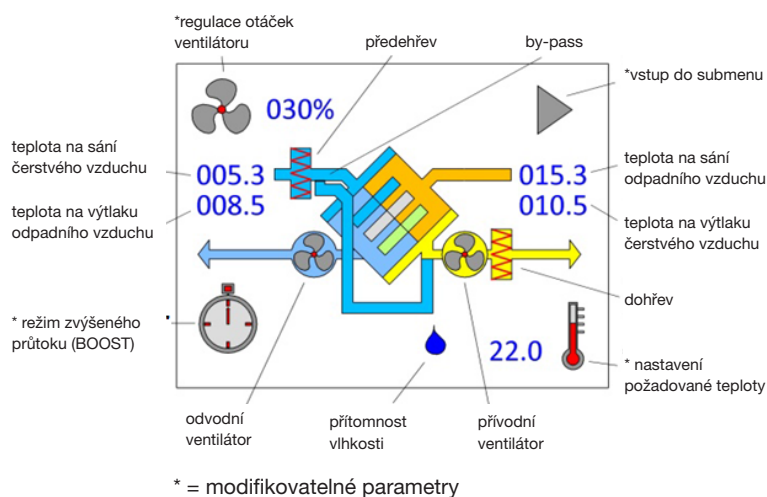 *regulace otáček
ventilátoru
předehřev
by-pass
*vstup do submenu
030%
teplota na sání
čerstvého vzduchu
005.3
015.3
teplota na sání
odpadního vzduchu
teplota na výtlaku
odpadního vzduchu
008.5
010.5
teplota na výtlaku
čerstvého vzduchu
dohřev
* režim zvýšeného
průtoku (BOOST)
22.0
* nastavení
požadované teploty
odvodní
ventilátor
přítomnost
vlhkosti
přívodní
ventilátor
* = modifikovatelné parametry